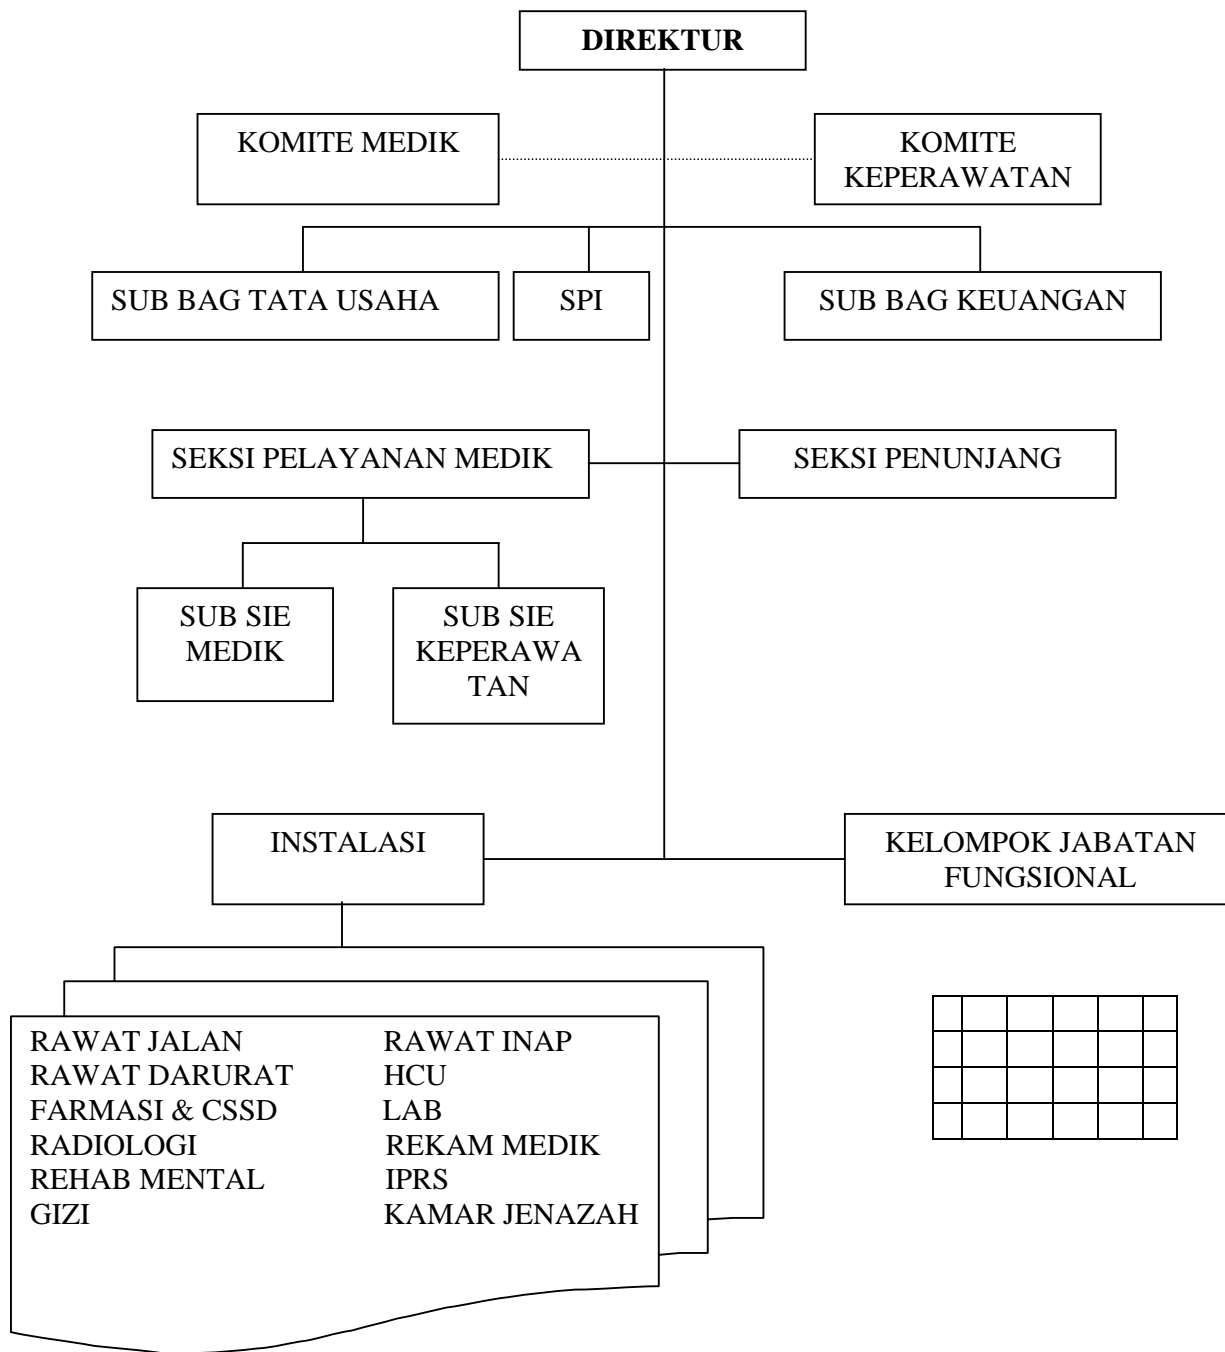 DIREKTUR
KOMITE MEDIK
KOMITE
KEPERAWATAN
SUB BAG TATA USAHA
SPI
SUB BAG KEUANGAN
SEKSI PELAYANAN MEDIK
SEKSI PENUNJANG
SUB SIE
MEDIK
SUB SIE
KEPERAWA
TAN
INSTALASI
KELOMPOK JABATAN
FUNGSIONAL
RAWAT JALAN RAWAT INAP
RAWAT DARURAT HCU
FARMASI & CSSD LAB
RADIOLOGI REKAM MEDIK
REHAB MENTAL IPRS
GIZI KAMAR JENAZAH